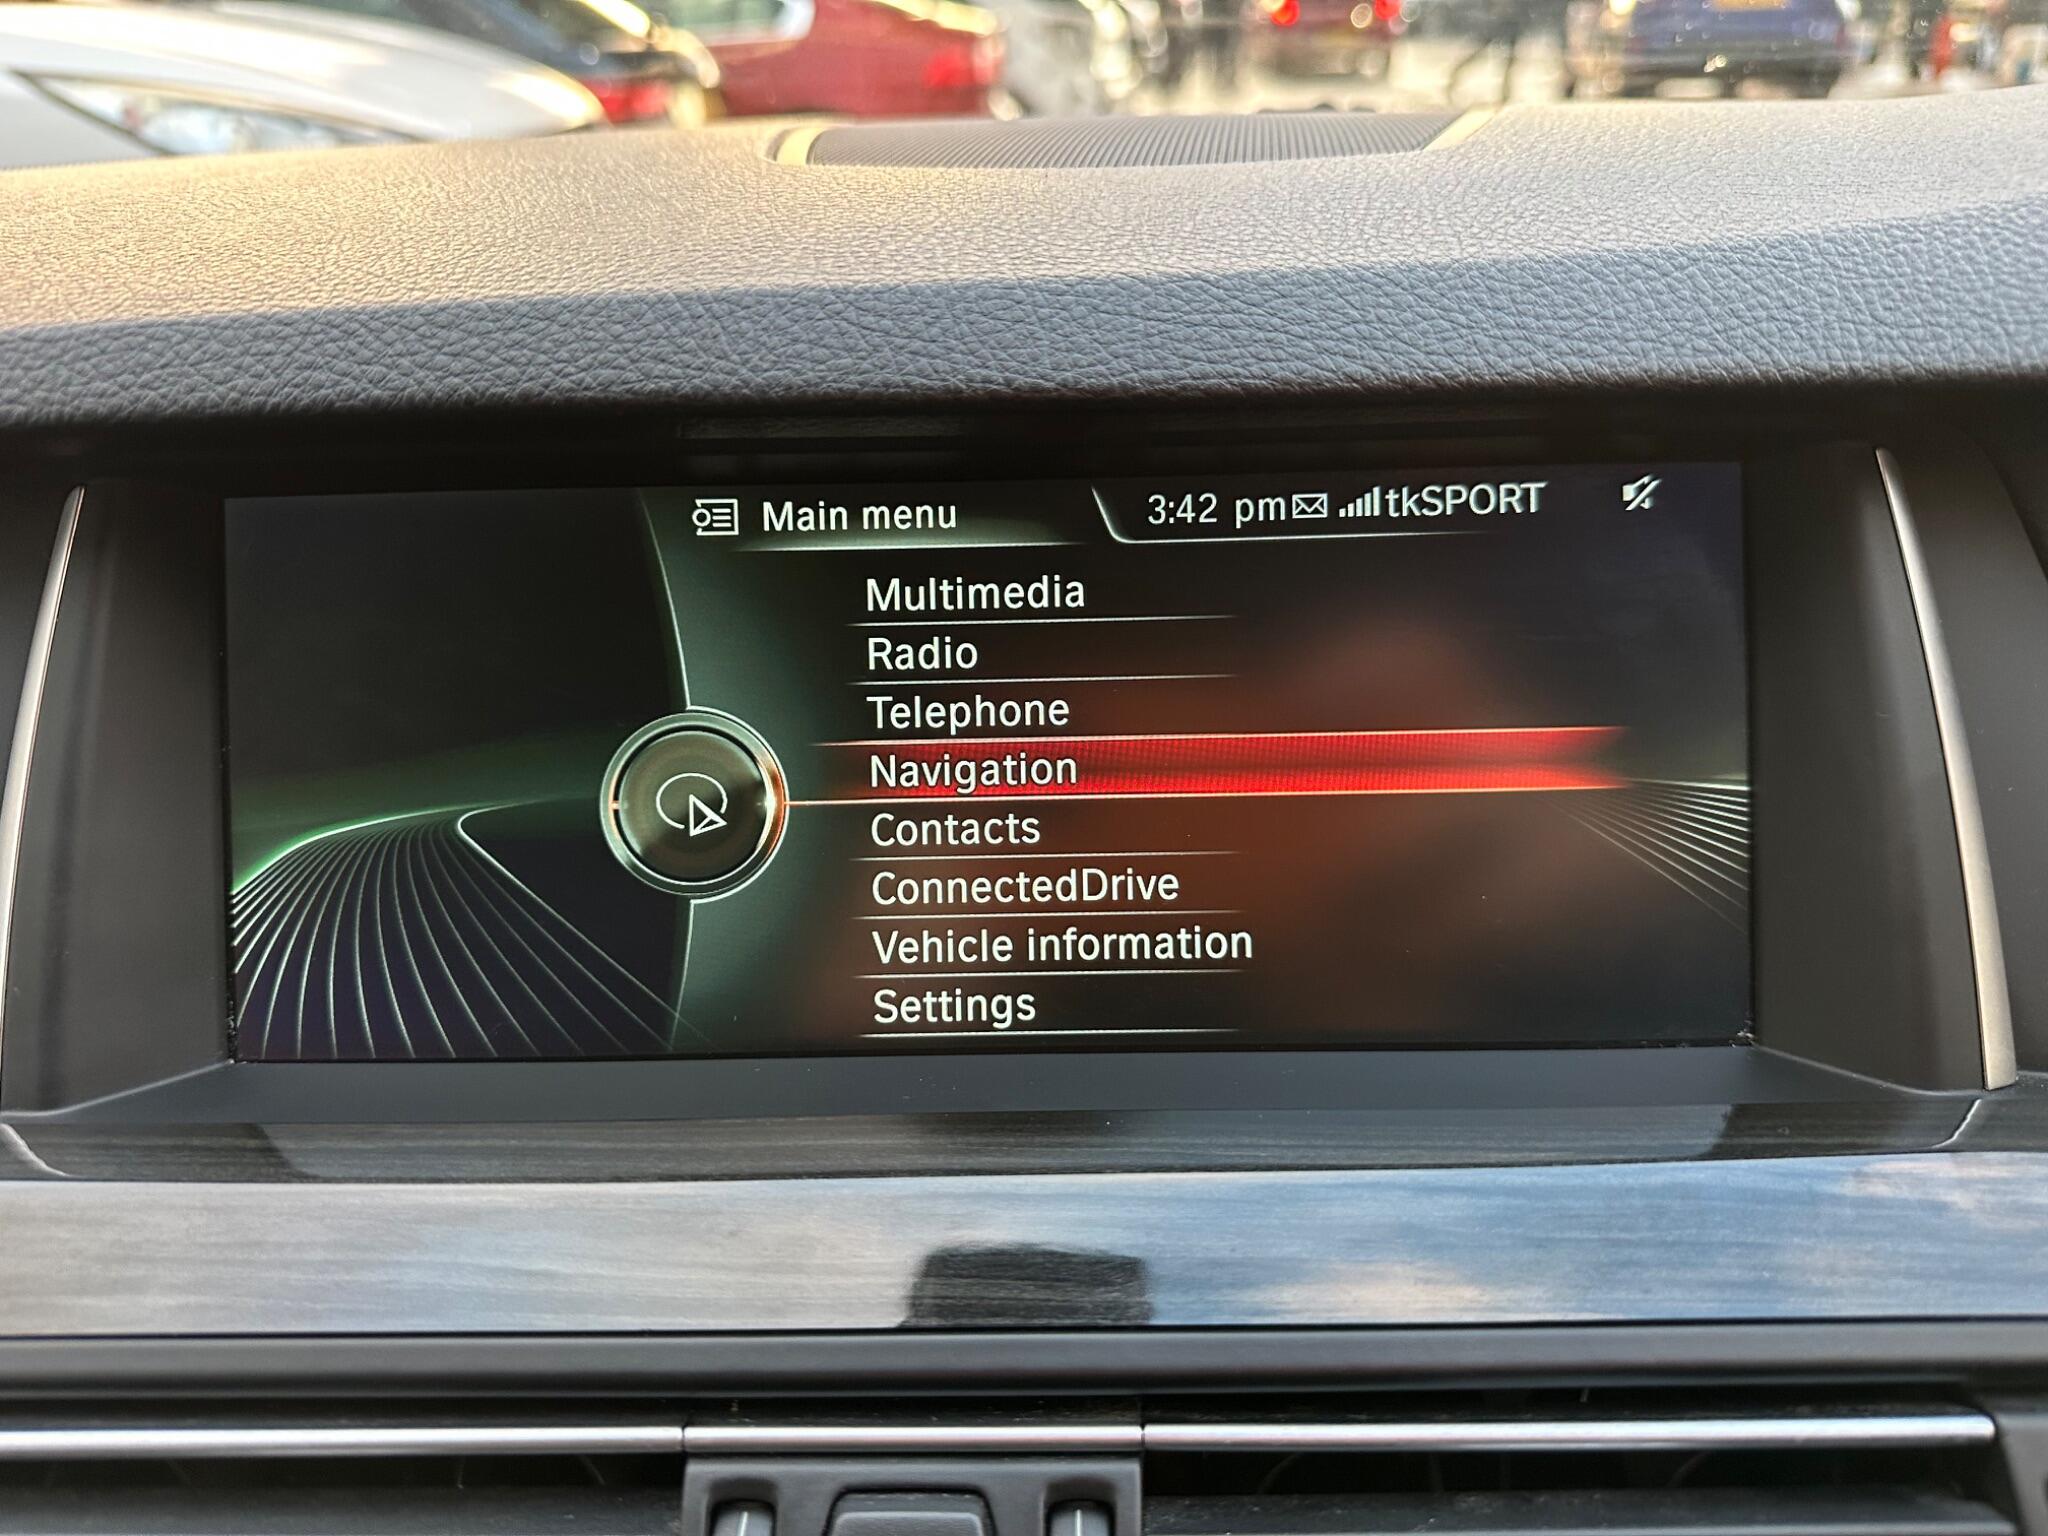 Main menu
3:42 pm tkSPORT
Multimedia
Radio
Telephone
Navigation
Contacts
ConnectedDrive
Vehicle information
Settings